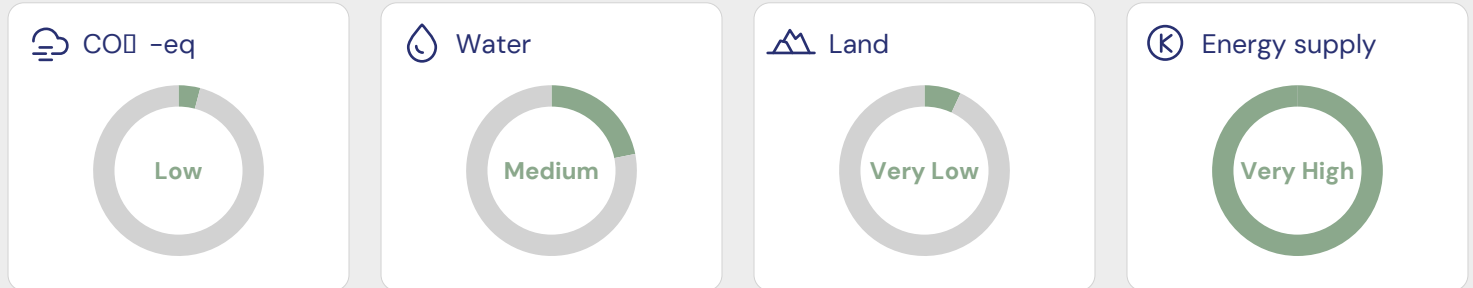 CO▯ -eq
Low
Water
Medium
Land
Very Low
Energy supply
Very High